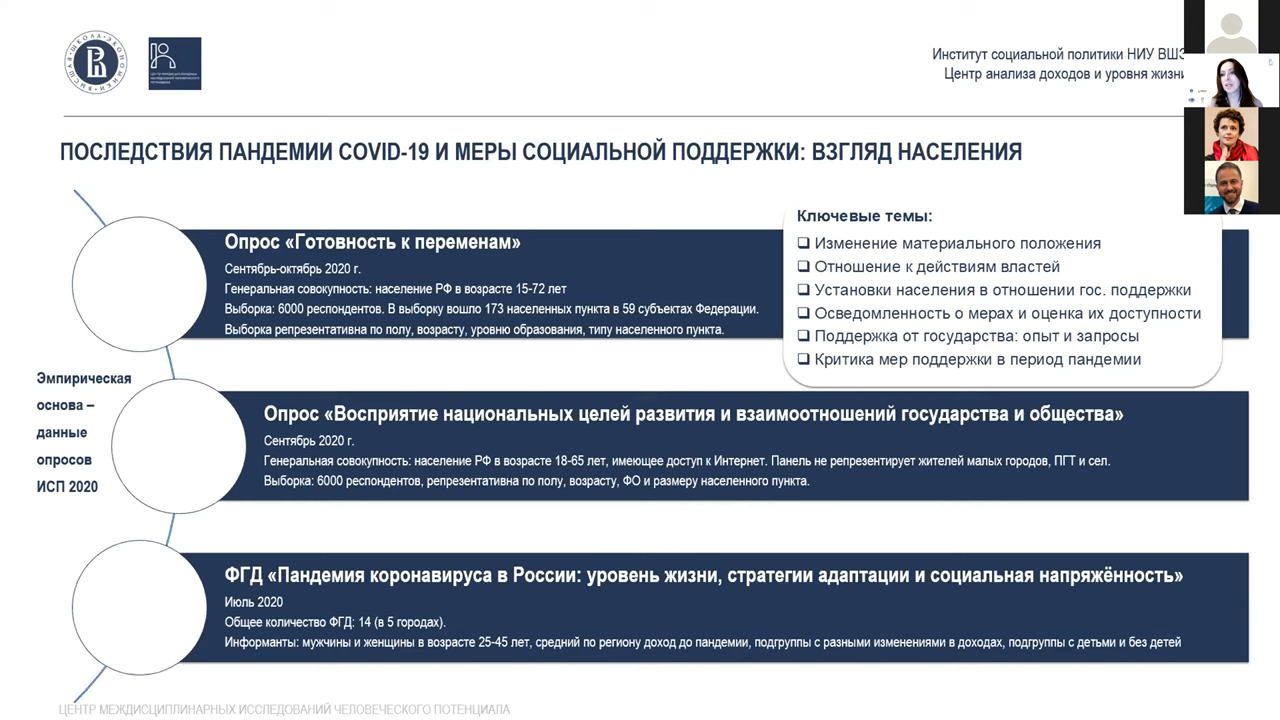 ВЫСШАЯ ШКОЛА ЭКОНОМИКИ
Институт социальной политики НИУ ВШЭ
Центр анализа доходов и уровня жизни
ПОСЛЕДСТВИЯ ПАНДЕМИИ COVID-19 И МЕРЫ СОЦИАЛЬНОЙ ПОДДЕРЖКИ: ВЗГЛЯД НАСЕЛЕНИЯ
Опрос «Готовность к переменам»
Сентябрь-октябрь 2020 г.
Генеральная совокупность: население РФ в возрасте 15-72 лет
Выборка: 6000 респондентов. В выборку вошло 173 населенных пункта в 59 субъектах Федерации.
Выборка репрезентативна по полу, возрасту, уровню образования, типу населенного пункта.
Ключевые темы:
❑ Изменение материального положения
❑ Отношение к действиям властей
❑ Установки населения в отношении гос. поддержки
❑ Осведомленность о мерах и оценка их доступности
❑ Поддержка от государства: опыт и запросы
❑ Критика мер поддержки в период пандемии
Эмпирическая
основа –
данные
опросов
ИСП 2020
Опрос «Восприятие национальных целей развития и взаимоотношений государства и общества»
Сентябрь 2020 г.
Генеральная совокупность: население РФ в возрасте 18-65 лет, имеющее доступ к Интернет. Панель не репрезентирует жителей малых городов, ПГТ и сел.
Выборка: 6000 респондентов, репрезентативна по полу, возрасту, ФО и размеру населенного пункта.
ФГД «Пандемия коронавируса в России: уровень жизни, стратегии адаптации и социальная напряжённость»
Июль 2020
Общее количество ФГД: 14 (в 5 городах).
Информанты: мужчины и женщины в возрасте 25-45 лет, средний по региону доход до пандемии, подгруппы с разными изменениями в доходах, подгруппы с детьми и без детей
ЦЕНТР МЕЖДИСЦИПЛИНАРНЫХ ИССЛЕДОВАНИЙ ЧЕЛОВЕЧЕСКОГО ПОТЕНЦИАЛА